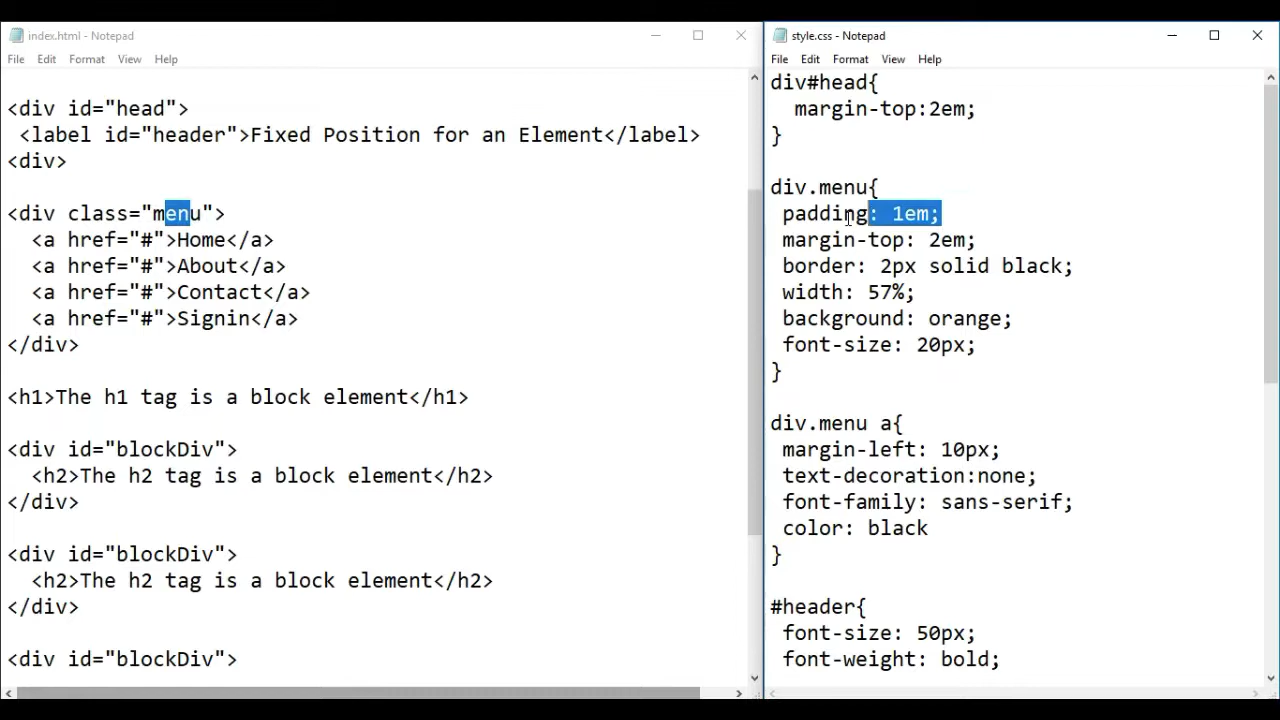 index.html - Notepad
File Edit Format View Help
<div id="head">
<label id="header">Fixed Position for an Element</label>
<div>
<div class="menu">
<a href="#">Home</a>
<a href="#">About</a>
<a href="#">Contact</a>
<a href="#">Signin</a>
</div>
<h1>The h1 tag is a block element</h1>
<div id="blockDiv">
<h2>The h2 tag is a block element</h2>
</div>
<div id="blockDiv">
<h2>The h2 tag is a block element</h2>
</div>
<div id="blockDiv">
style.css - Notepad
File Edit Format View Help
div#head{
margin-top:2em;
}
div.menu{
padding: 1em;
margin-top: 2em;
border: 2px solid black;
width: 57%;
background: orange;
font-size: 20px;
}
div.menu a{
margin-left: 10px;
text-decoration:none;
font-family: sans-serif;
color: black
}
#header{
font-size: 50px;
font-weight: bold;